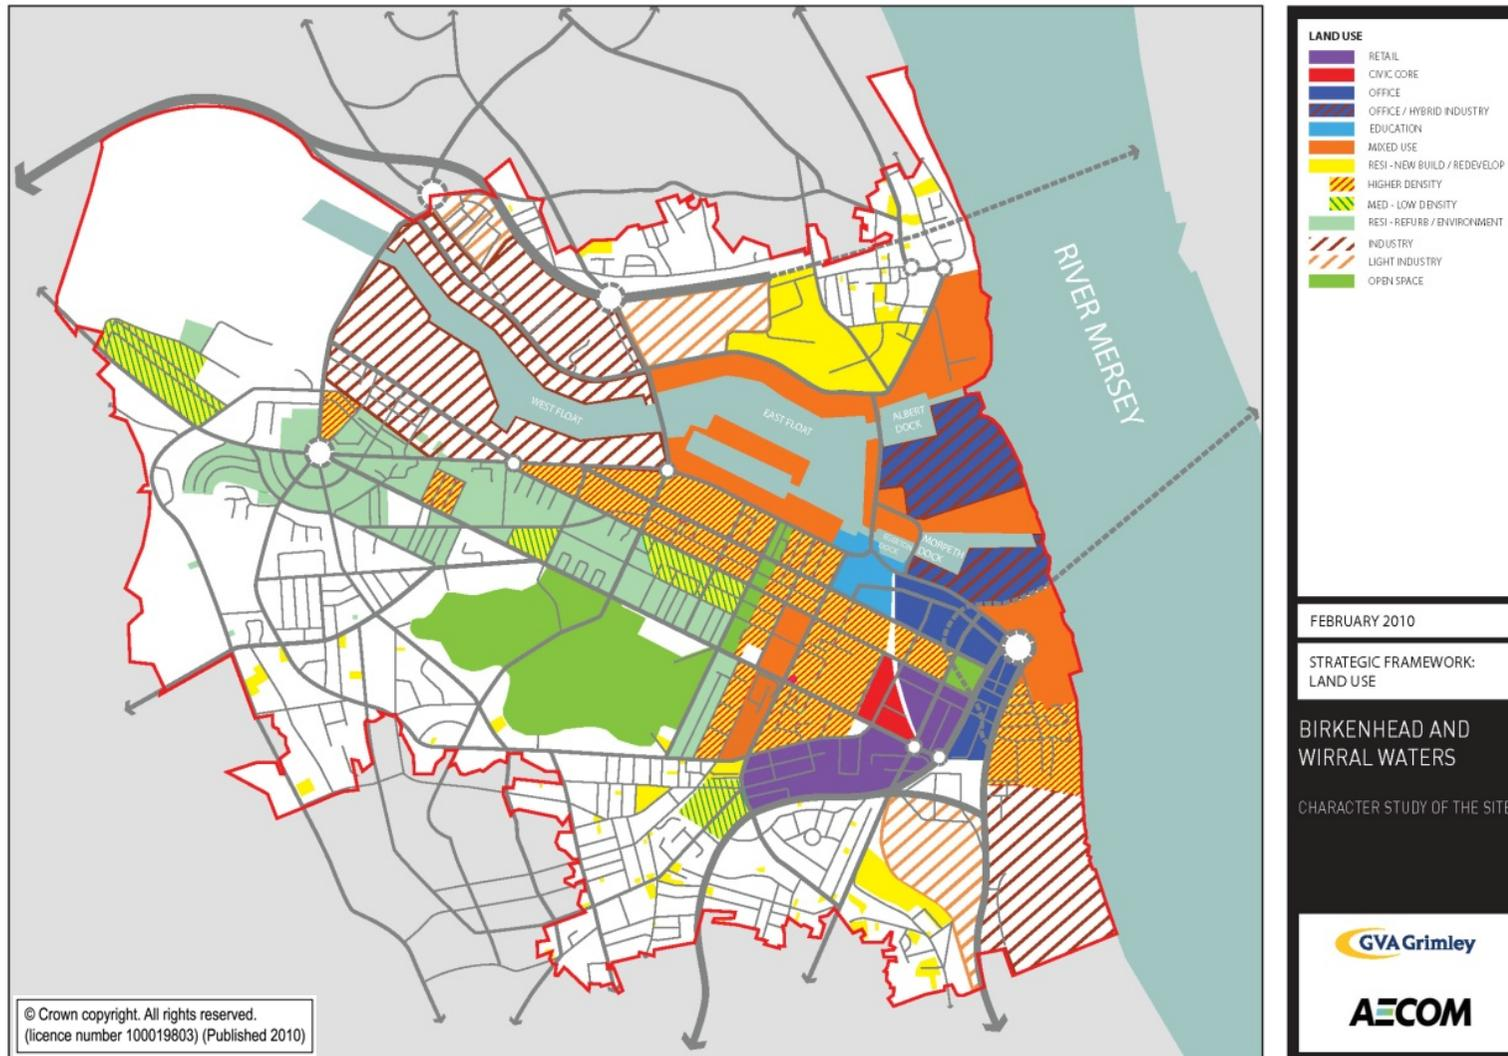 RIVER MERSEY
WEST FLOAT
EAST FLOAT
ALBERT
DOCK
EGERTON
DOCK
MORPETH
DOCK
© Crown copyright. All rights reserved.
(licence number 100019803) (Published 2010)
LAND USE
RETAIL
CIVIC CORE
OFFICE
OFFICE / HYBRID INDUSTRY
EDUCATION
MIXED USE
RESI - NEW BUILD / REDEVELOP
HIGHER DENSITY
MED - LOW DENSITY
RESI - REFURB / ENVIRONMENT
INDUSTRY
LIGHT INDUSTRY
OPEN SPACE
FEBRUARY 2010
STRATEGIC FRAMEWORK:
LAND USE
BIRKENHEAD AND
WIRRAL WATERS
CHARACTER STUDY OF THE SITE
GVA Grimley
AECOM